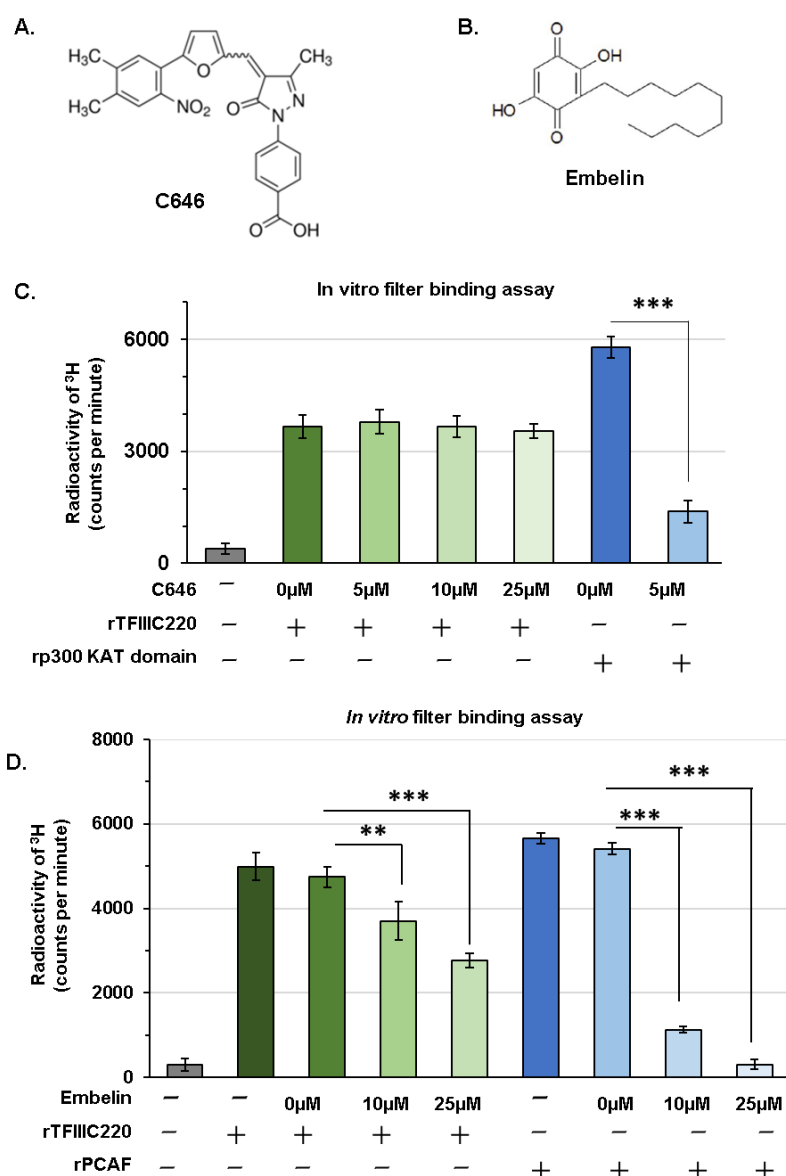 A.
B.
H₃C
H₃C
NO₂
O
O
CH₃
N
N
O
OH
C646
O
OH
HO
O
Embelin
C.
In vitro filter binding assay
Radioactivity of ³H
(counts per minute)
6000
3000
0
***
C646 – 0µM 5µM 10µM 25µM 0µM 5µM
rTFIIIC220 – + + + + – –
rp300 KAT domain – – – – – + +
D.
In vitro filter binding assay
Radioactivity of ³H
(counts per minute)
8000
6000
4000
2000
0
***
**
***
***
Embelin – – 0µM 10µM 25µM – 0µM 10µM 25µM
rTFIIIC220 – + + + + – – – –
rPCAF – – – – – + + + +